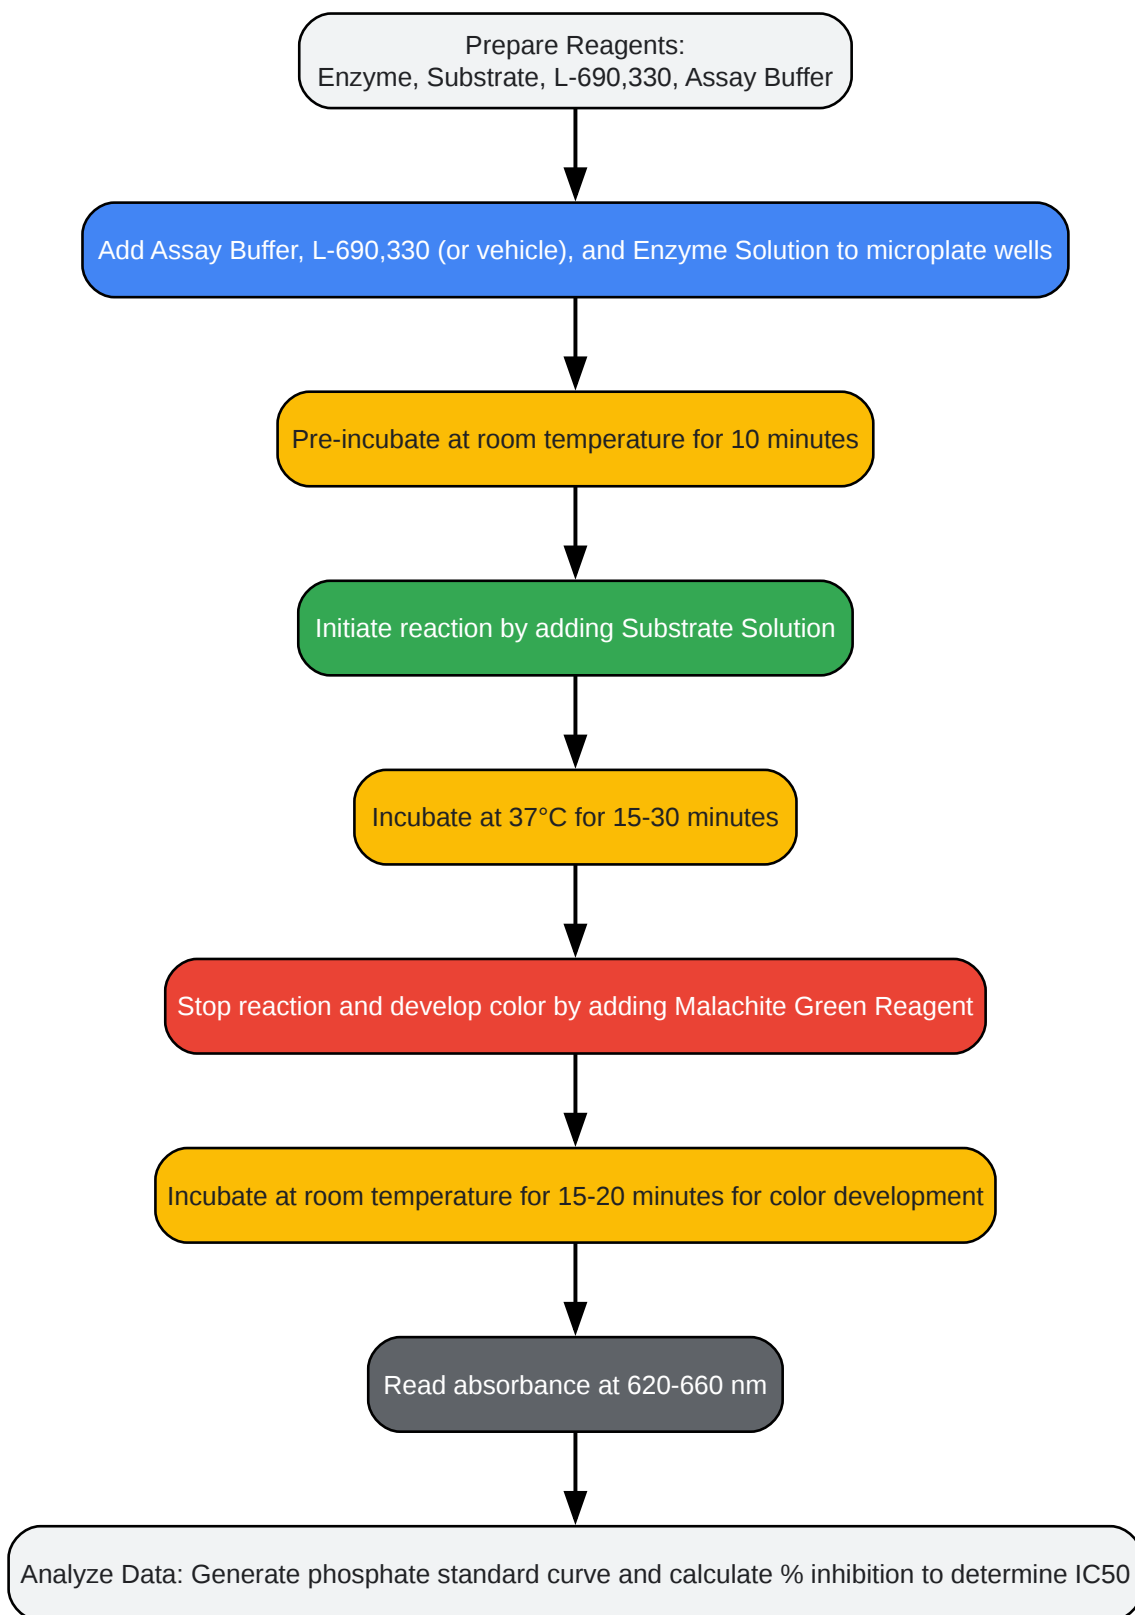 Prepare Reagents:
Enzyme, Substrate, L-690,330, Assay Buffer
Add Assay Buffer, L-690,330 (or vehicle), and Enzyme Solution to microplate wells
Pre-incubate at room temperature for 10 minutes
Initiate reaction by adding Substrate Solution
Incubate at 37°C for 15-30 minutes
Stop reaction and develop color by adding Malachite Green Reagent
Incubate at room temperature for 15-20 minutes for color development
Read absorbance at 620-660 nm
Analyze Data: Generate phosphate standard curve and calculate % inhibition to determine IC50